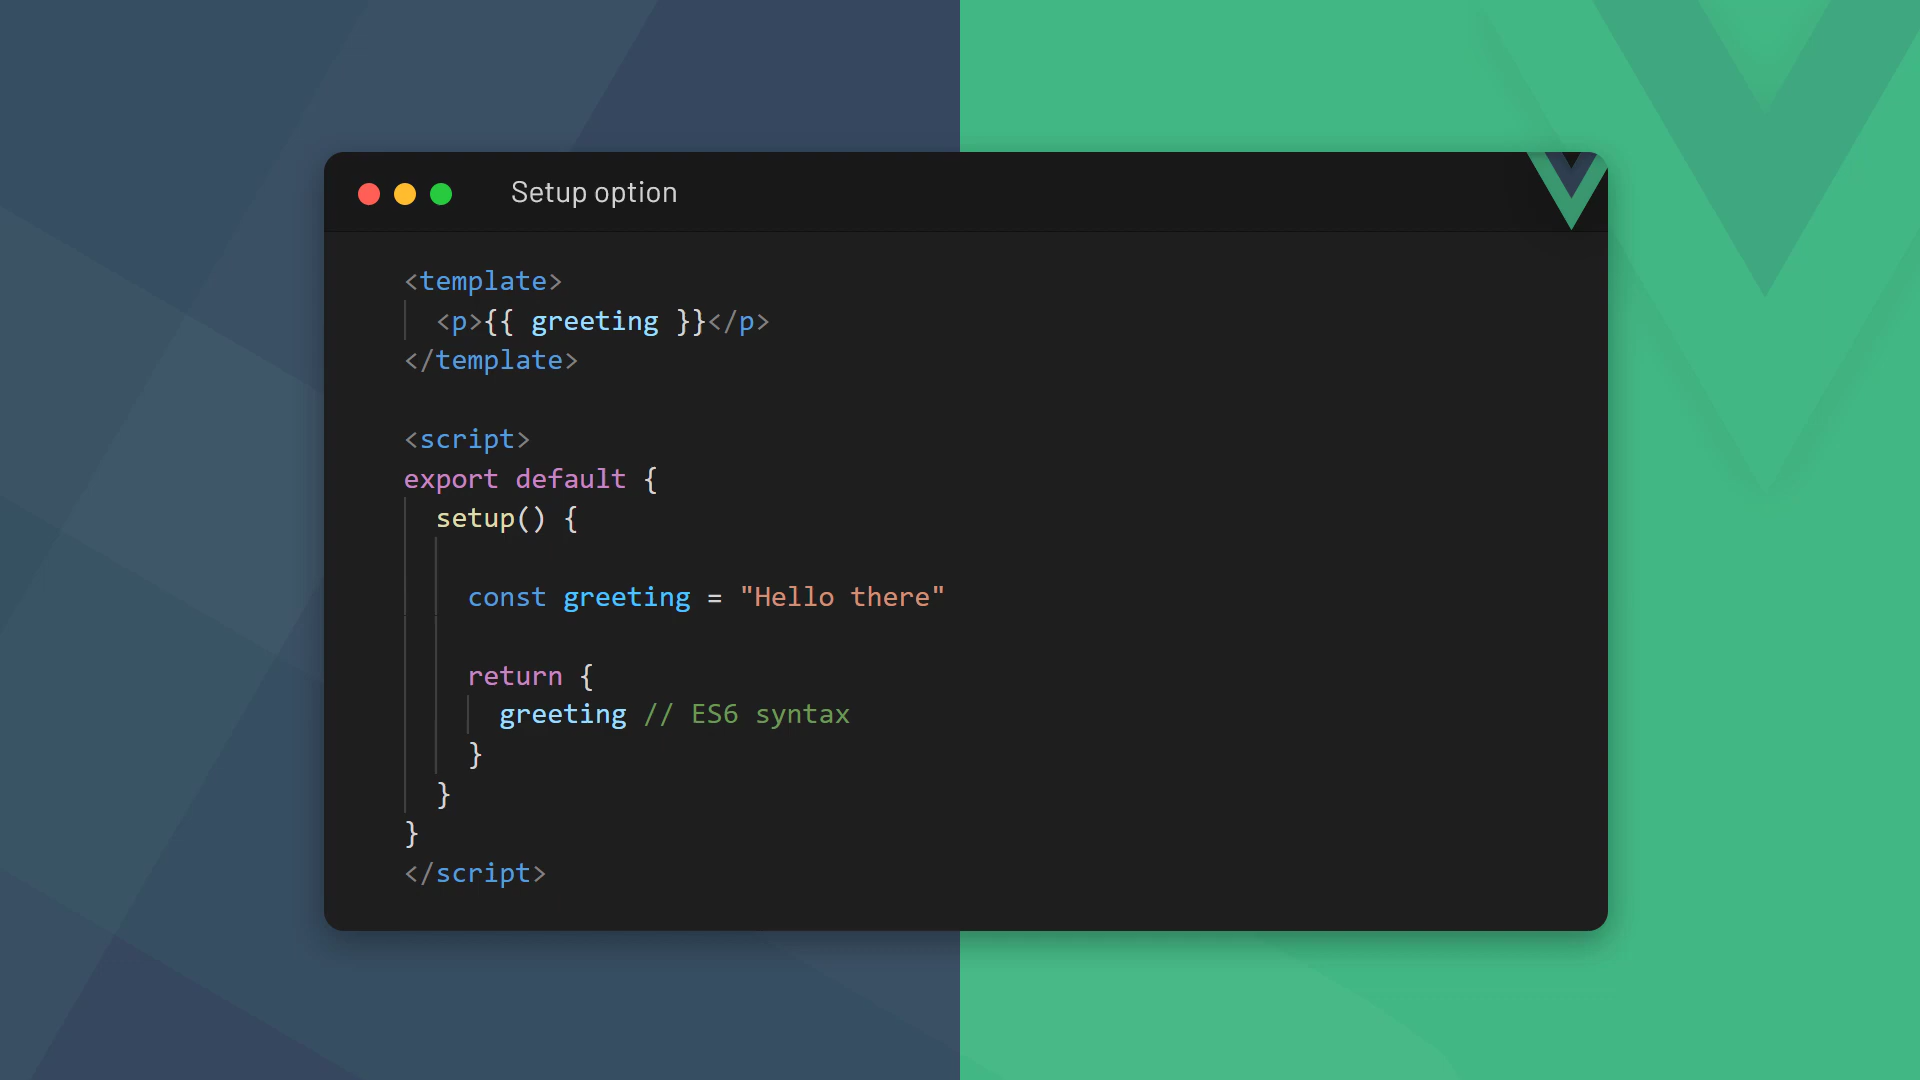 Setup option
<template>
  <p>{{ greeting }}</p>
</template>

<script>
export default {
  setup() {

    const greeting = "Hello there"

    return {
      greeting // ES6 syntax
    }
  }
}
</script>